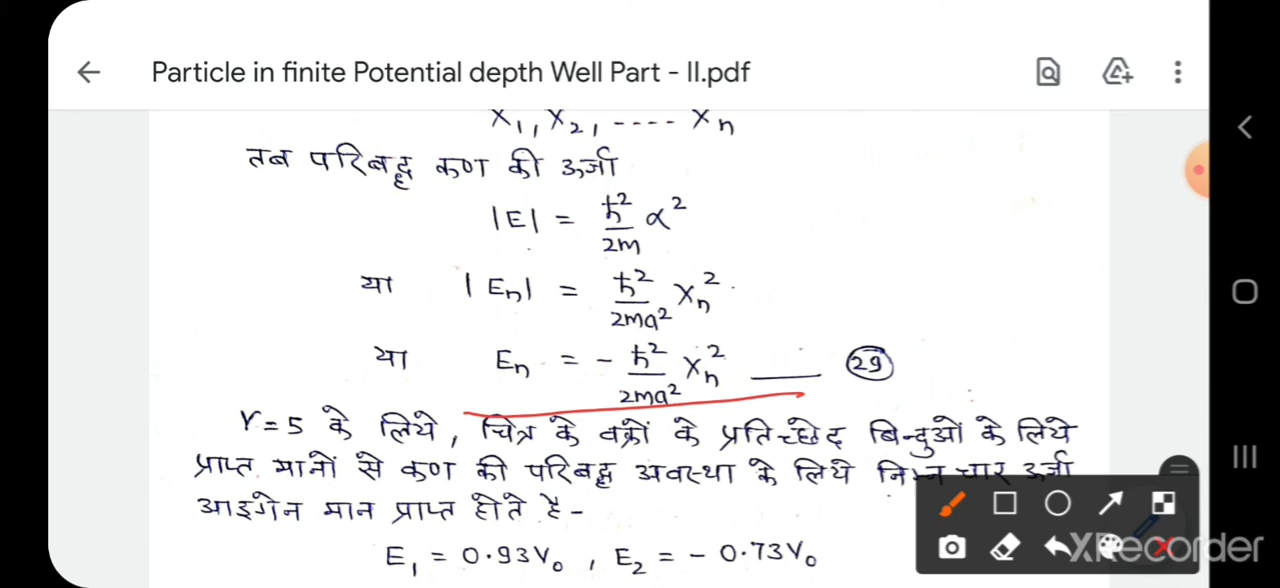 Particle in finite Potential depth Well Part - II.pdf
X₁, X₂, ---- Xₙ
तब परिबद्ध कण की ऊर्जा
|E| = ħ²/2m α²
या |Eₙ| = ħ²/2ma² Xₙ²
या Eₙ = - ħ²/2ma² Xₙ² —— (29)
γ = 5 के लिये, चित्र के वक्रों के प्रतिच्छेद बिन्दुओं के लिये
प्राप्त मानों से कण की परिबद्ध अवस्था के लिये निम्न चार ऊर्जा
आइगेन मान प्राप्त होते है -
E₁ = 0.93V₀, E₂ = - 0.73V₀
XRecorder